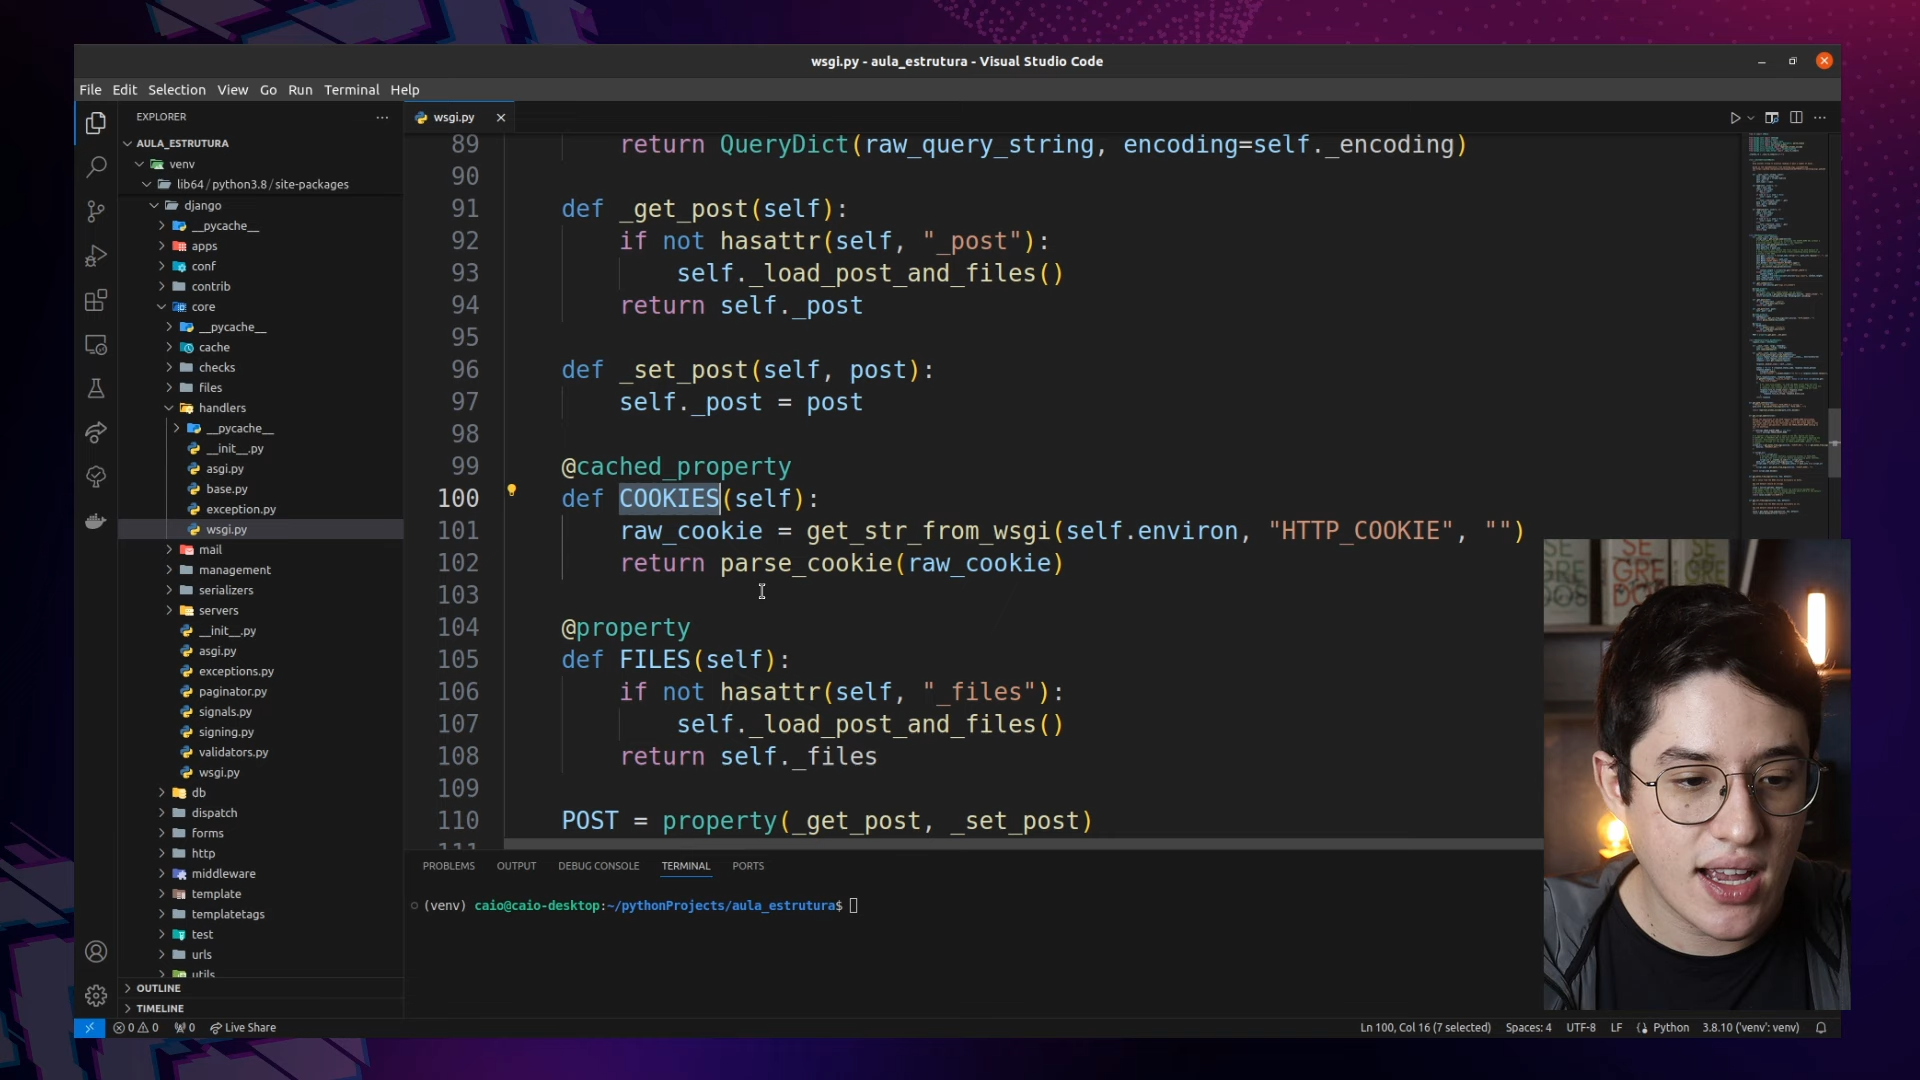 wsgi.py - aula_estrutura - Visual Studio Code
File Edit Selection View Go Run Terminal Help
EXPLORER
AULA_ESTRUTURA
venv
lib64 / python3.8 / site-packages
django
__pycache__
apps
conf
contrib
core
__pycache__
cache
checks
files
handlers
__pycache__
__init__.py
asgi.py
base.py
exception.py
wsgi.py
mail
management
serializers
servers
__init__.py
asgi.py
exceptions.py
paginator.py
signals.py
signing.py
validators.py
wsgi.py
db
dispatch
forms
http
middleware
template
templatetags
test
urls
utils
OUTLINE
TIMELINE
wsgi.py
89 return QueryDict(raw_query_string, encoding=self._encoding)
90
91 def _get_post(self):
92 if not hasattr(self, "_post"):
93 self._load_post_and_files()
94 return self._post
95
96 def _set_post(self, post):
97 self._post = post
98
99 @cached_property
100 def COOKIES(self):
101 raw_cookie = get_str_from_wsgi(self.environ, "HTTP_COOKIE", "")
102 return parse_cookie(raw_cookie)
103
104 @property
105 def FILES(self):
106 if not hasattr(self, "_files"):
107 self._load_post_and_files()
108 return self._files
109
110 POST = property(_get_post, _set_post)
111
PROBLEMS OUTPUT DEBUG CONSOLE TERMINAL PORTS
(venv) caio@caio-desktop:~/pythonProjects/aula_estrutura$
SE GRE DOS
0 0 0 Live Share Ln 100, Col 16 (7 selected) Spaces: 4 UTF-8 LF Python 3.8.10 ('venv': venv)